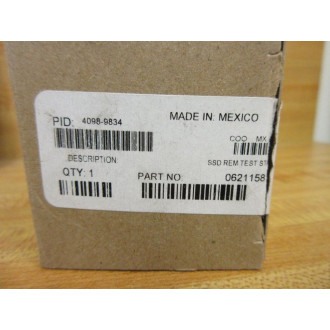 PID: 4098-9834 MADE IN: MEXICO
COO: MX
DESCRIPTION: SSD REM TEST ST
QTY: 1 PART NO: 0621158